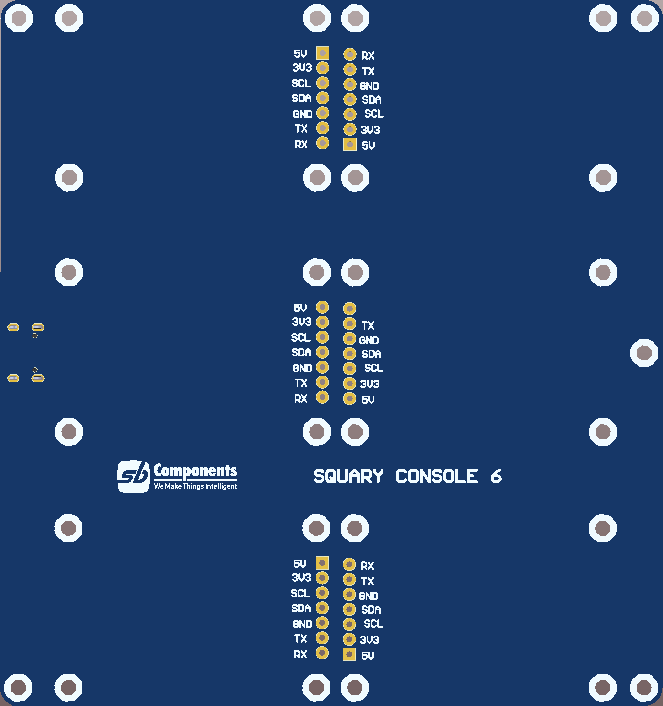 5V RX
3V3 TX
SCL GND
SDA SDA
GND SCL
TX 3V3
RX 5V
5V
3V3 TX
SCL GND
SDA SDA
GND SCL
TX 3V3
RX 5V
sb Components
We Make Things Intelligent
SQUARY CONSOLE 6
5V RX
3V3 TX
SCL GND
SDA SDA
GND SCL
TX 3V3
RX 5V